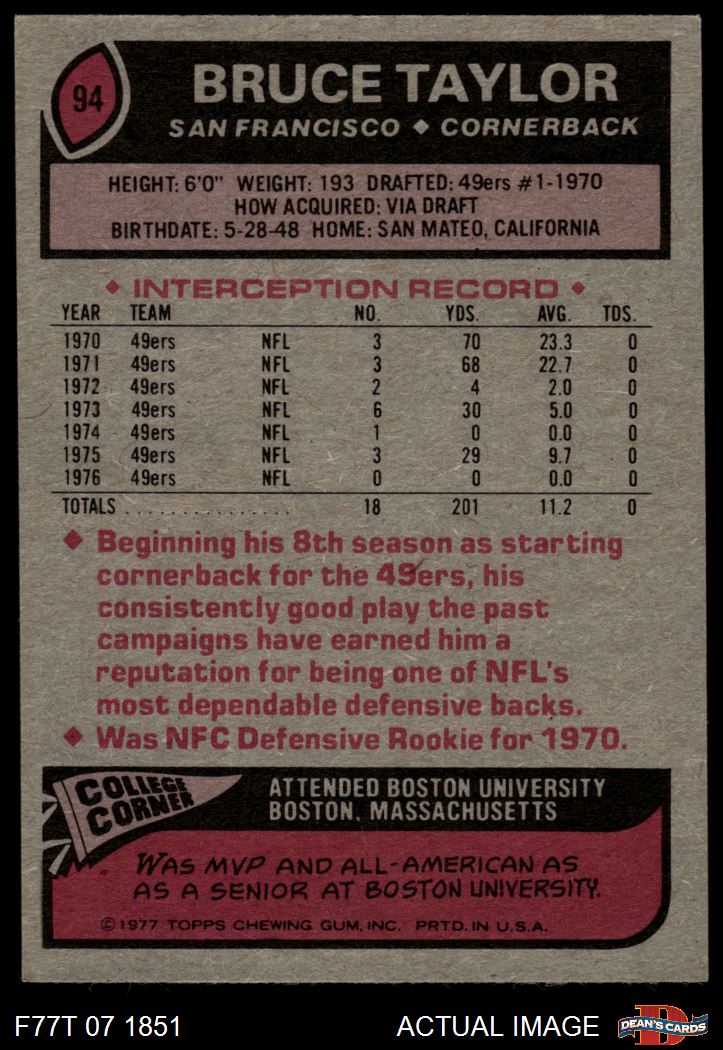 94
BRUCE TAYLOR
SAN FRANCISCO ◆ CORNERBACK
HEIGHT: 6'0" WEIGHT: 193 DRAFTED: 49ers #1-1970
HOW ACQUIRED: VIA DRAFT
BIRTHDATE: 5-28-48 HOME: SAN MATEO, CALIFORNIA
◆ INTERCEPTION RECORD ◆
YEAR TEAM NO. YDS. AVG. TDS.
1970 49ers NFL 3 70 23.3 0
1971 49ers NFL 3 68 22.7 0
1972 49ers NFL 2 4 2.0 0
1973 49ers NFL 6 30 5.0 0
1974 49ers NFL 1 0 0.0 0
1975 49ers NFL 3 29 9.7 0
1976 49ers NFL 0 0 0.0 0
TOTALS . . . . . . . . . . . . . . . 18 201 11.2 0
◆ Beginning his 8th season as starting
cornerback for the 49ers, his
consistently good play the past
campaigns have earned him a
reputation for being one of NFL's
most dependable defensive backs.
◆ Was NFC Defensive Rookie for 1970.
COLLEGE
CORNER
ATTENDED BOSTON UNIVERSITY
BOSTON, MASSACHUSETTS
WAS MVP AND ALL-AMERICAN AS
AS A SENIOR AT BOSTON UNIVERSITY.
©1977 TOPPS CHEWING GUM, INC. PRTD. IN U.S.A.
F77T 07 1851
ACTUAL IMAGE
D
DEAN'S CARDS